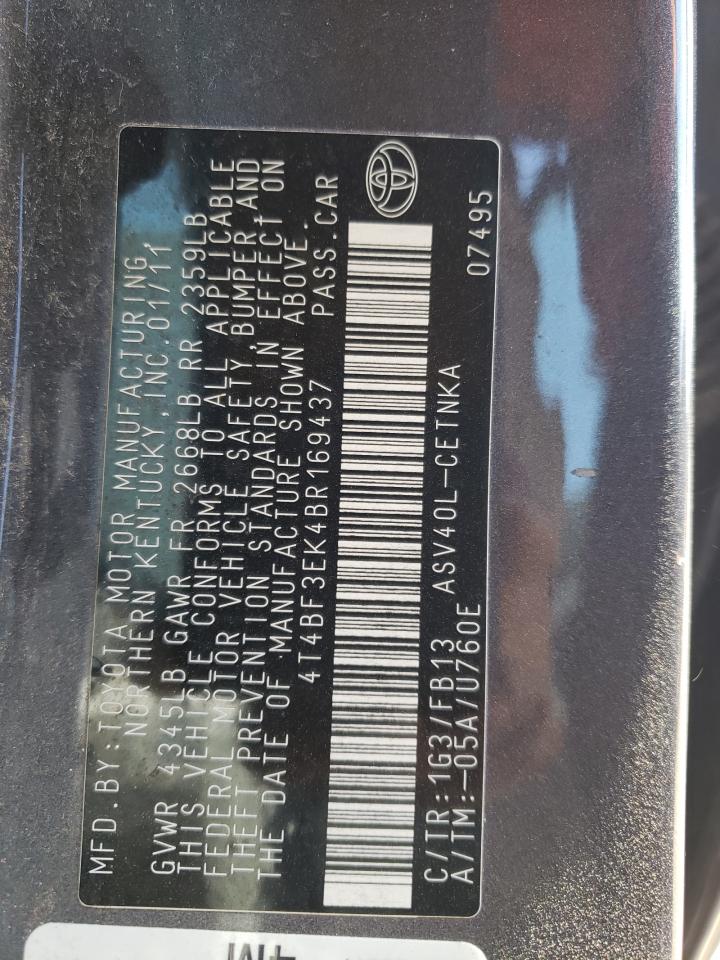 MFD.BY:TOYOTA MOTOR MANUFACTURING,
NORTHERN KENTUCKY,INC.01/11
GVWR 4345LB GAWR FR 2668LB RR 2359LB
THIS VEHICLE CONFORMS TO ALL APPLICABLE
FEDERAL MOTOR VEHICLE SAFETY,BUMPER,AND
THEFT PREVENTION STANDARDS IN EFFECT ON
THE DATE OF MANUFACTURE SHOWN ABOVE.
4T4BF3EK4BR169437 PASS.CAR
C/TR:1G3/FB13 ASV40L-CETNKA
A/TM:-05A/U760E 07495